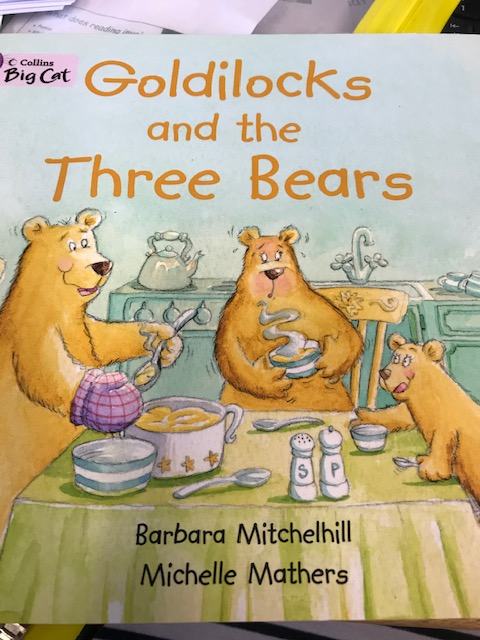 Collins
Big Cat
Goldilocks
and the
Three Bears
S P
Barbara Mitchelhill
Michelle Mathers